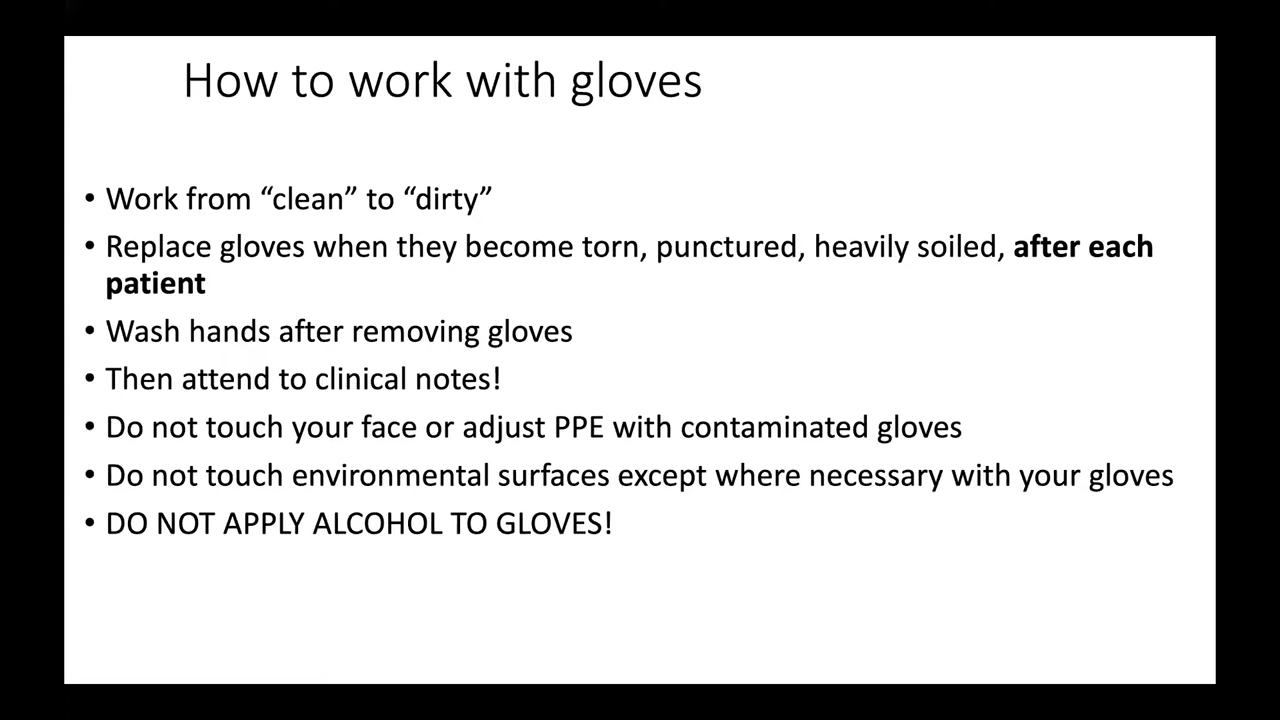 How to work with gloves
• Work from “clean” to “dirty”
• Replace gloves when they become torn, punctured, heavily soiled, after each
patient
• Wash hands after removing gloves
• Then attend to clinical notes!
• Do not touch your face or adjust PPE with contaminated gloves
• Do not touch environmental surfaces except where necessary with your gloves
• DO NOT APPLY ALCOHOL TO GLOVES!